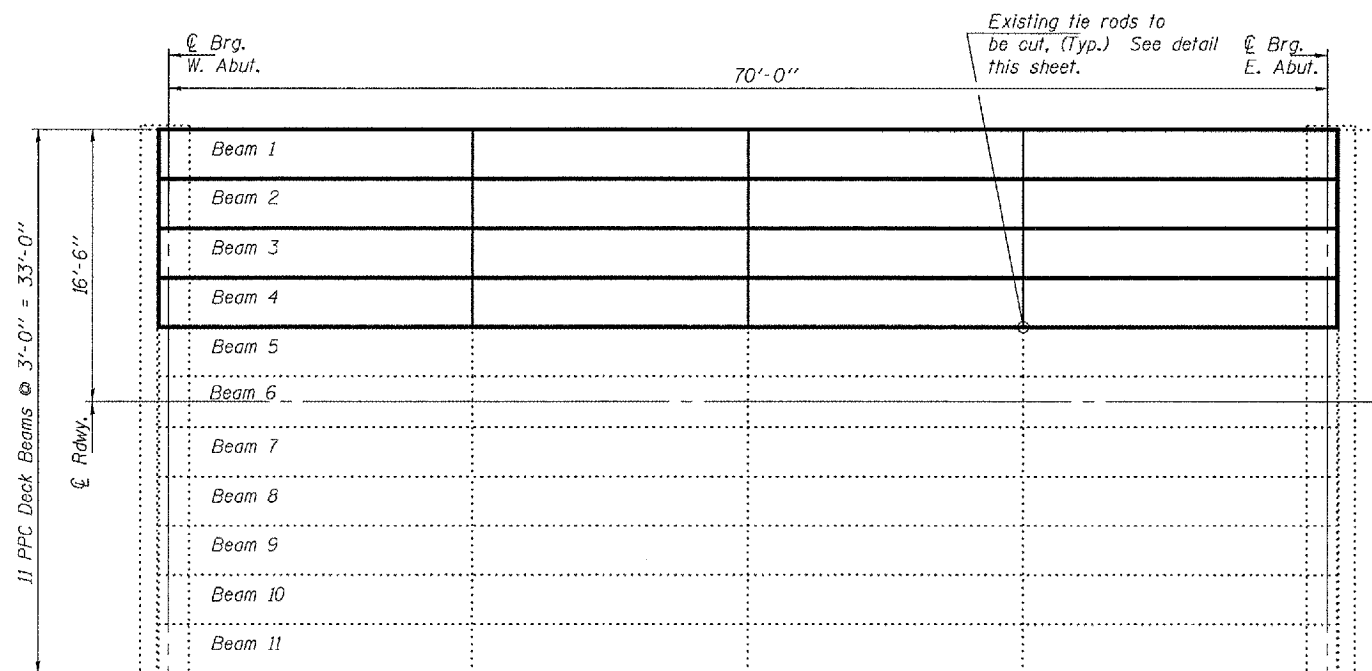 ℄ Brg.
W. Abut.
70'-0"
Existing tie rods to
be cut, (Typ.) See detail
this sheet.
℄ Brg.
E. Abut.
11 PPC Deck Beams @ 3'-0" = 33'-0"
16'-6"
℄ Rdwy.
Beam 1
Beam 2
Beam 3
Beam 4
Beam 5
Beam 6
Beam 7
Beam 8
Beam 9
Beam 10
Beam 11